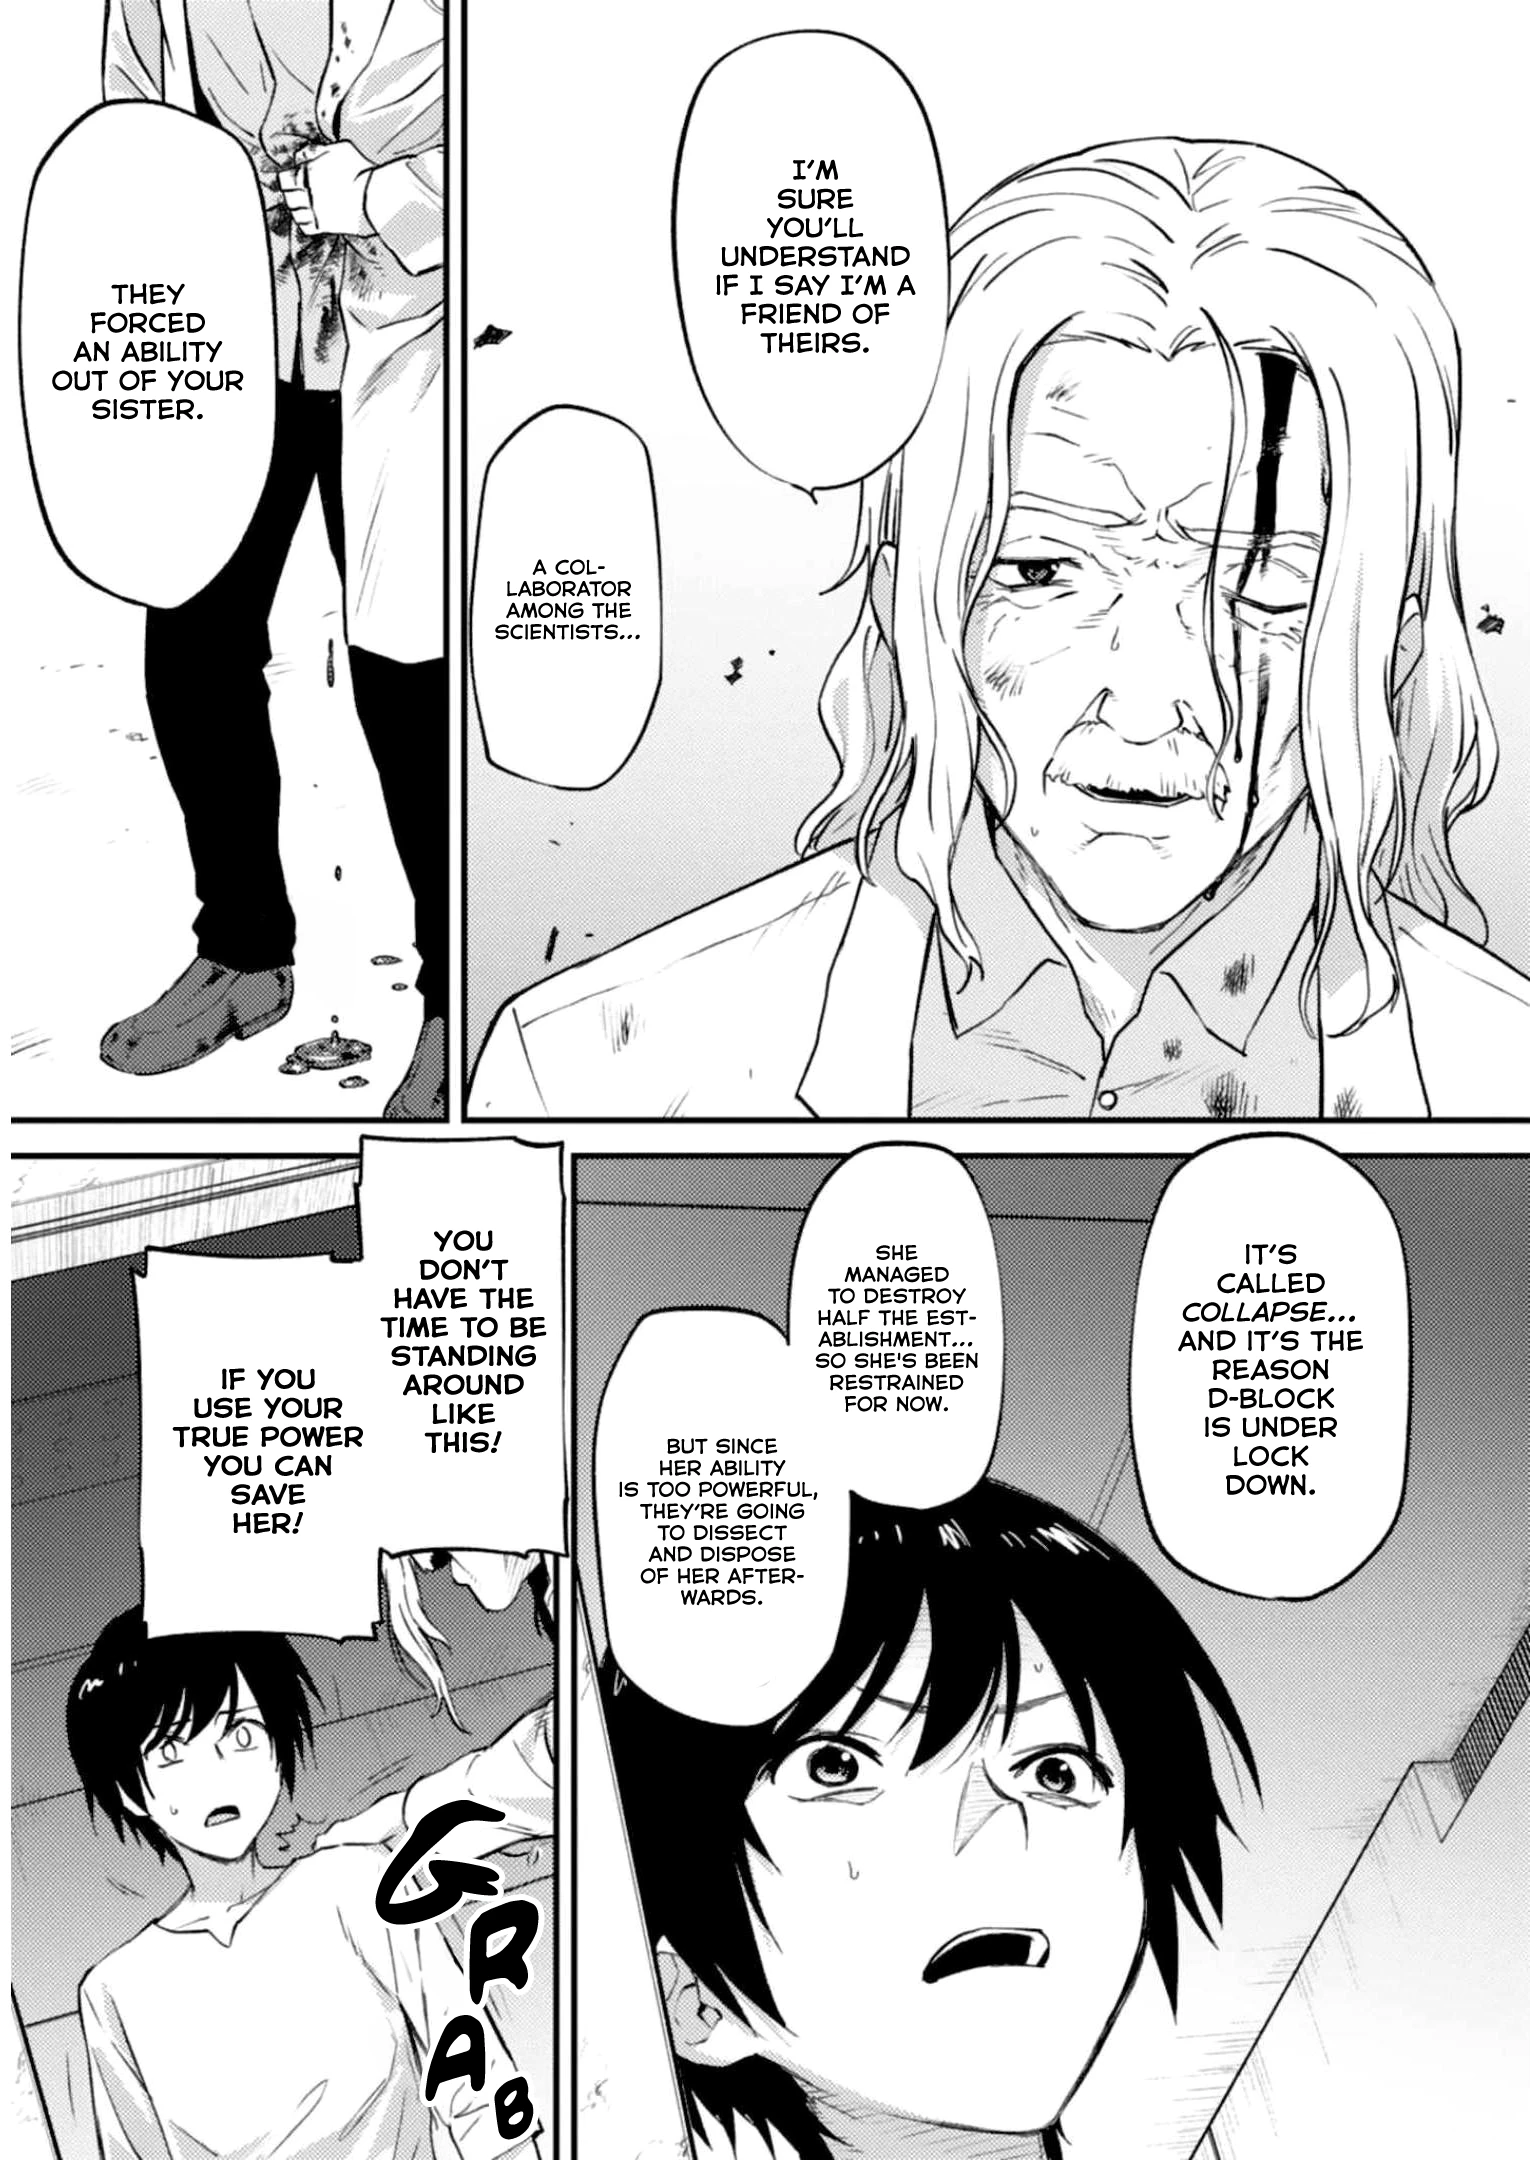 I'M
SURE
YOU'LL
UNDERSTAND
IF I SAY I'M A
FRIEND OF
THEIRS.
A COL-
LABORATOR
AMONG THE
SCIENTISTS...
THEY
FORCED
AN ABILITY
OUT OF YOUR
SISTER.
IT'S
CALLED
COLLAPSE...
AND IT'S THE
REASON
D-BLOCK
IS UNDER
LOCK
DOWN.
SHE
MANAGED
TO DESTROY
HALF THE EST-
ABLISHMENT...
SO SHE'S BEEN
RESTRAINED
FOR NOW.
BUT SINCE
HER ABILITY
IS TOO POWERFUL,
THEY'RE GOING
TO DISSECT
AND DISPOSE
OF HER AFTER-
WARDS.
YOU
DON'T
HAVE THE
TIME TO BE
STANDING
AROUND
LIKE
THIS!
IF YOU
USE YOUR
TRUE POWER
YOU CAN
SAVE
HER!
GRAB